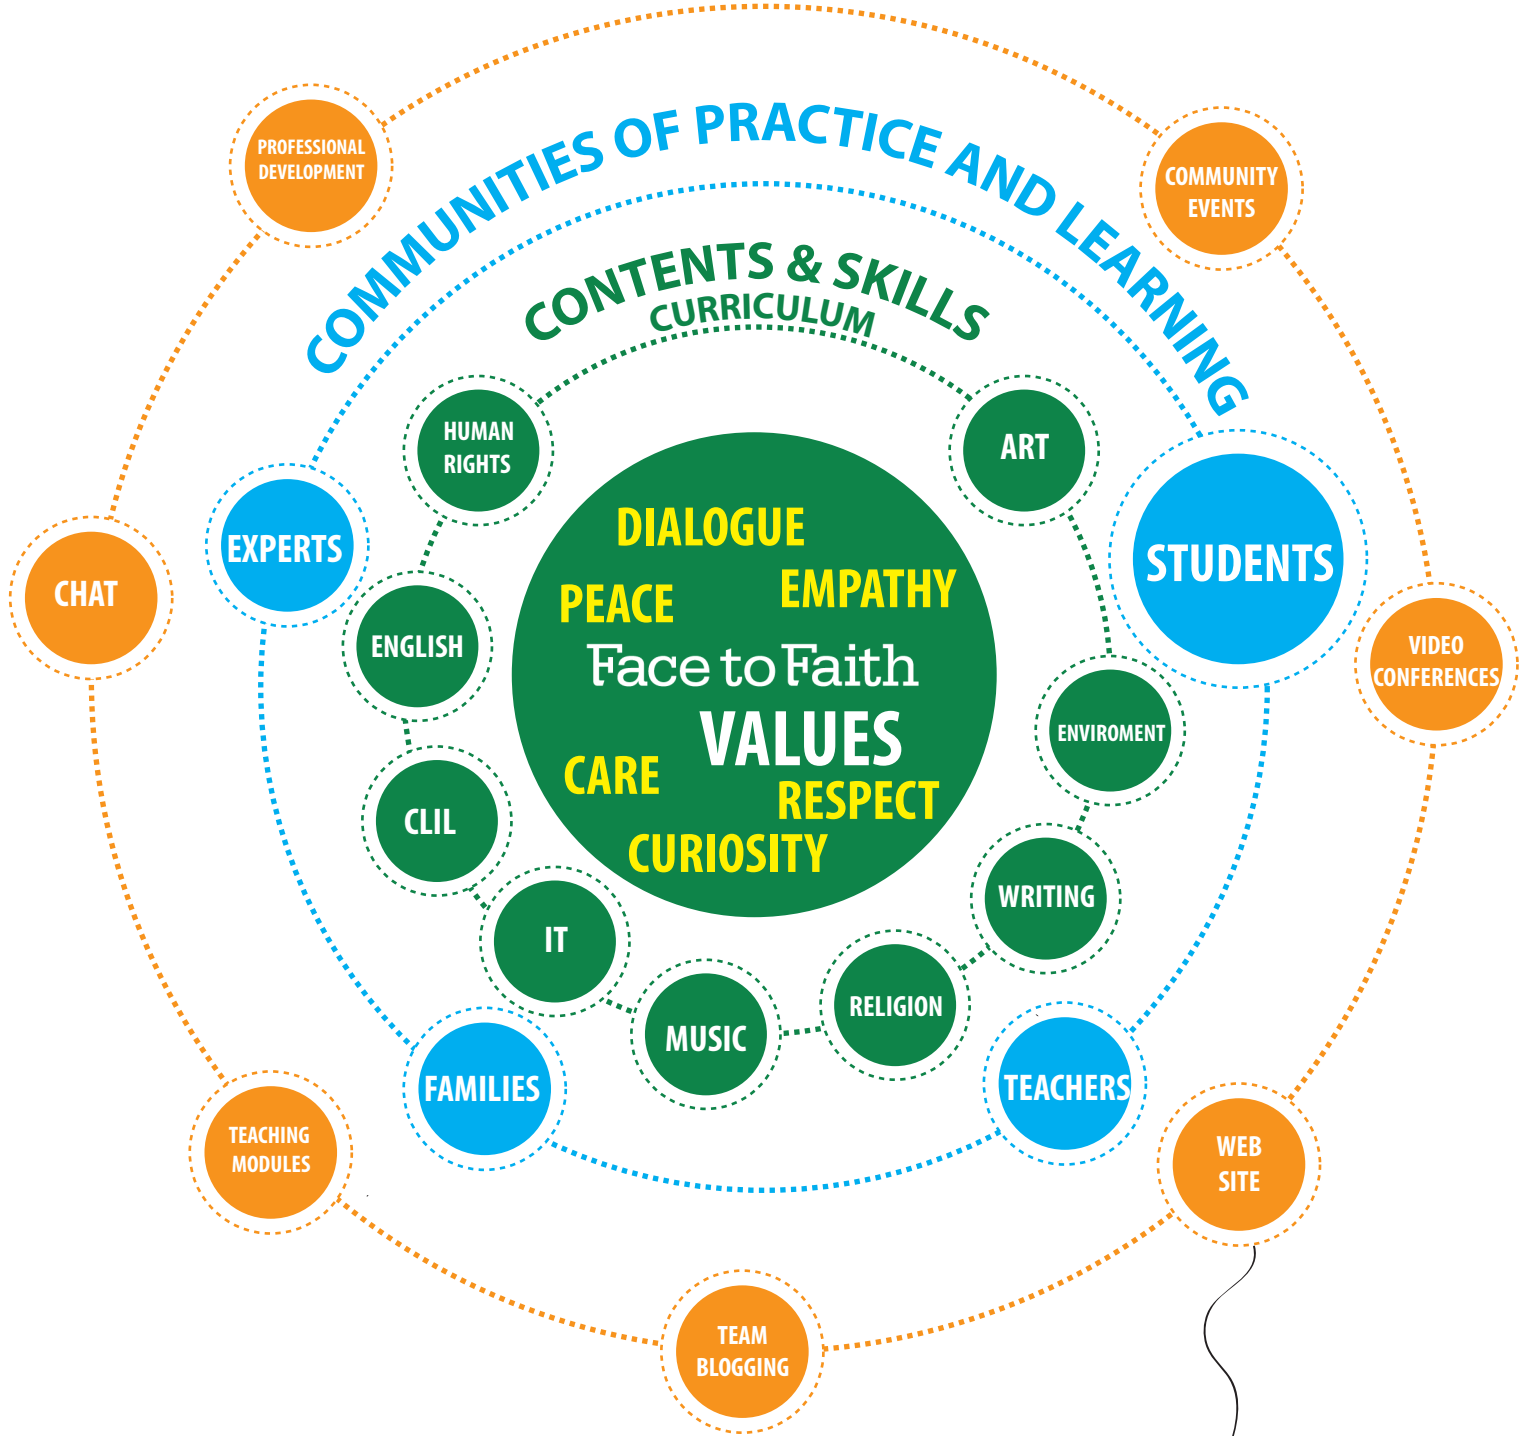 PROFESSIONAL
DEVELOPMENT
COMMUNITY
EVENTS
COMMUNITIES OF PRACTICE AND LEARNING
CONTENTS & SKILLS
CURRICULUM
HUMAN
RIGHTS
ART
EXPERTS
STUDENTS
CHAT
ENGLISH
VIDEO
CONFERENCES
DIALOGUE
EMPATHY
PEACE
Face to Faith
VALUES
CARE
RESPECT
CURIOSITY
ENVIROMENT
CLIL
WRITING
IT
RELIGION
MUSIC
FAMILIES
TEACHERS
TEACHING
MODULES
WEB
SITE
TEAM
BLOGGING